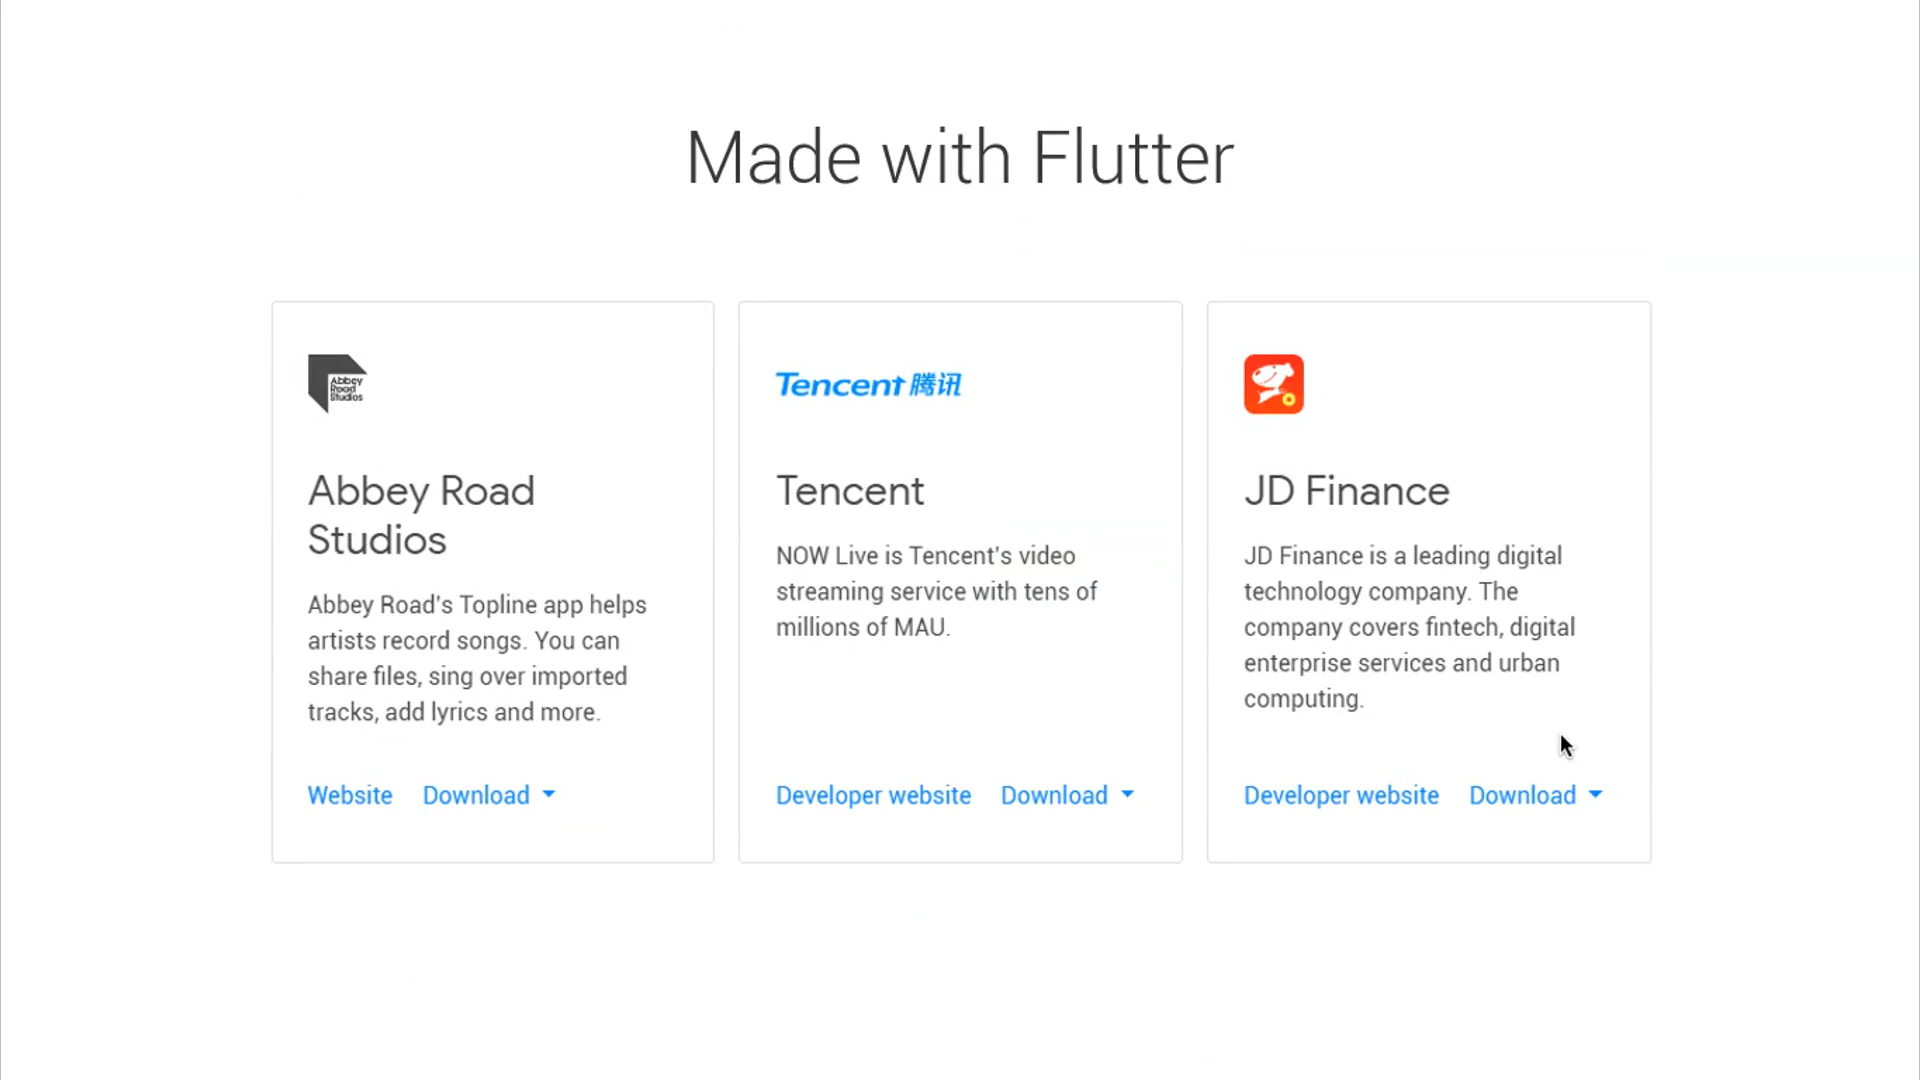 Made with Flutter
Abbey
Road
Studios
Tencent 腾讯
Abbey Road
Studios
Abbey Road's Topline app helps
artists record songs. You can
share files, sing over imported
tracks, add lyrics and more.
Website Download
Tencent
NOW Live is Tencent's video
streaming service with tens of
millions of MAU.
Developer website Download
JD Finance
JD Finance is a leading digital
technology company. The
company covers fintech, digital
enterprise services and urban
computing.
Developer website Download